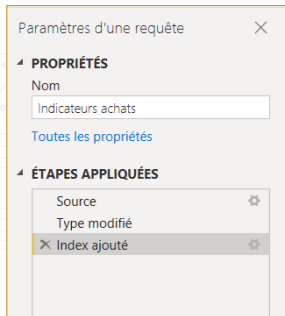 Paramètres d'une requête
PROPRIÉTÉS
Nom
Indicateurs achats
Toutes les propriétés
ÉTAPES APPLIQUÉES
Source
Type modifié
Index ajouté